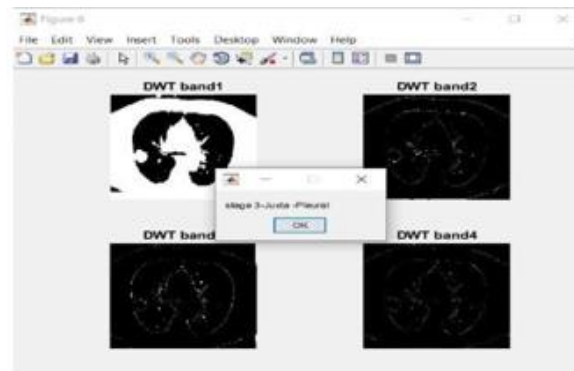 Figure 8
File Edit View Insert Tools Desktop Window Help
DWT band1
DWT band2
stage 3-Juxta -Pleural
OK
DWT band
DWT band4